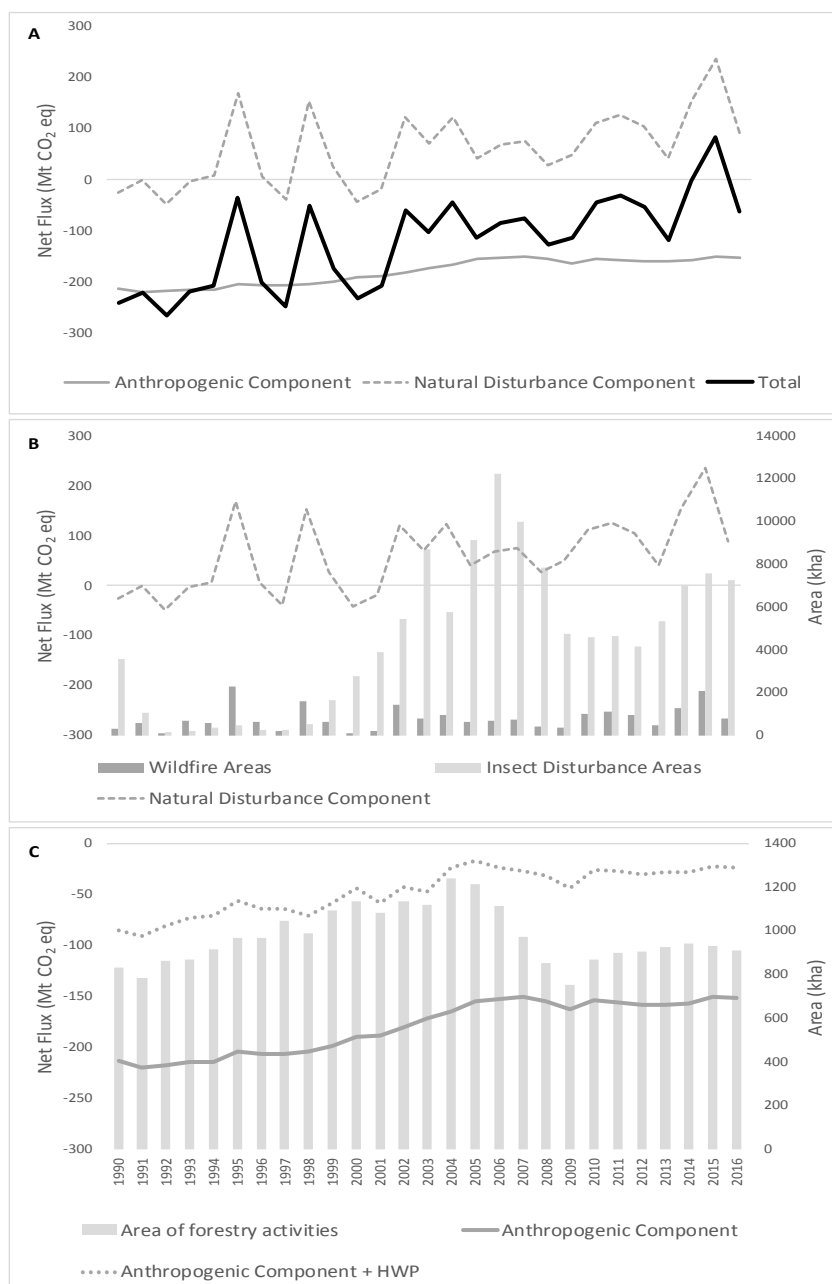 A
300
200
100
0
-100
-200
-300
Net Flux (Mt CO2 eq)
Anthropogenic Component Natural Disturbance Component Total
B
300
200
100
0
-100
-200
-300
Net Flux (Mt CO2 eq)
14000
12000
10000
8000
6000
4000
2000
0
Area (kha)
Wildfire Areas Insect Disturbance Areas
Natural Disturbance Component
C
0
-50
-100
-150
-200
-250
-300
Net Flux (Mt CO2 eq)
1400
1200
1000
800
600
400
200
0
Area (kha)
1990 1991 1992 1993 1994 1995 1996 1997 1998 1999 2000 2001 2002 2003 2004 2005 2006 2007 2008 2009 2010 2011 2012 2013 2014 2015 2016
Area of forestry activities Anthropogenic Component
Anthropogenic Component + HWP